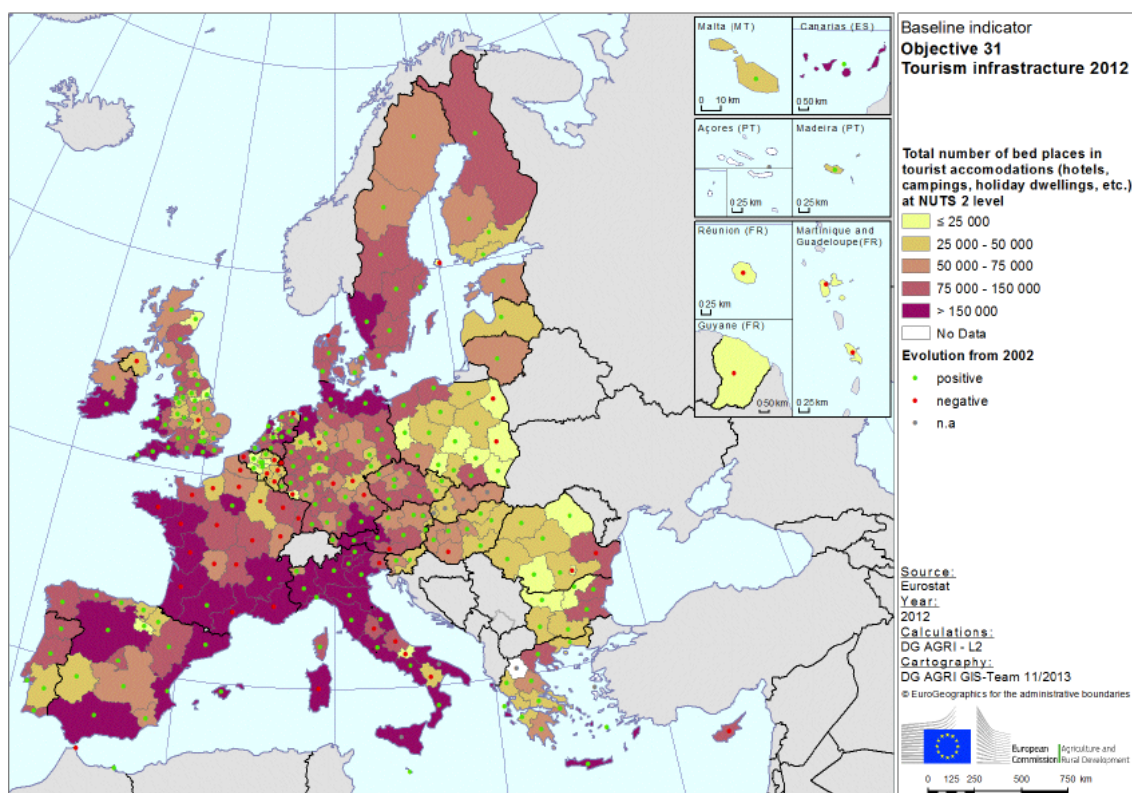 Malta (MT)
0 10 km
Canarias (ES)
0 50 km
Açores (PT)
0 25 km
Madeira (PT)
0 25 km
Réunion (FR)
0 25 km
Martinique and
Guadeloupe(FR)
0 25 km
Guyane (FR)
0 50 km
Baseline indicator
Objective 31
Tourism infrastracture 2012
Total number of bed places in
tourist accomodations (hotels,
campings, holiday dwellings, etc.)
at NUTS 2 level
≤ 25 000
25 000 - 50 000
50 000 - 75 000
75 000 - 150 000
> 150 000
No Data
Evolution from 2002
positive
negative
n.a
Source:
Eurostat
Year:
2012
Calculations:
DG AGRI - L2
Cartography:
DG AGRI GIS-Team 11/2013
© EuroGeographics for the administrative boundaries
European
Commission
Agriculture and
Rural Development
0 125 250 500 750 km